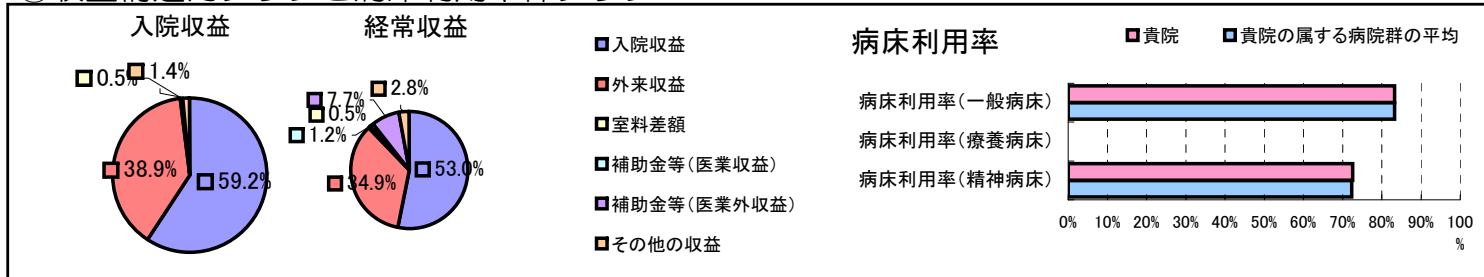 入院収益
0.5%
1.4%
38.9%
59.2%
経常収益
7.7%
2.8%
0.5%
1.2%
34.9%
53.0%
入院収益
外来収益
室料差額
補助金等(医業収益)
補助金等(医業外収益)
その他の収益
病床利用率
貴院 貴院の属する病院群の平均
病床利用率(一般病床)
病床利用率(療養病床)
病床利用率(精神病床)
0% 10% 20% 30% 40% 50% 60% 70% 80% 90% 100
%